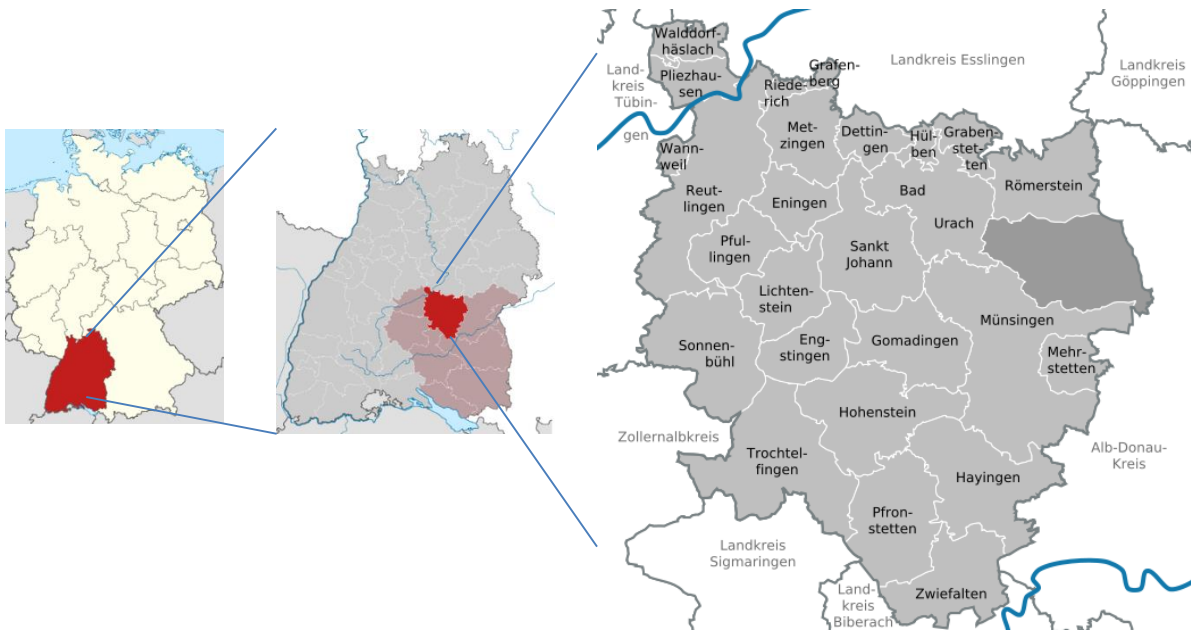 Walddorf-
häslach
Pliezhau-
sen
Land-
kreis
Tübin-
gen
Grafen-
berg
Riede-
rich
Landkreis Esslingen
Landkreis
Göppingen
Wann-
weil
Met-
zingen
Dettin-
gen
Hül-
ben
Graben-
stet-
ten
Römerstein
Reut-
lingen
Eningen
Bad
Urach
Pful-
lingen
Sankt
Johann
Lichten-
stein
Münsingen
Sonnen-
bühl
Eng-
stingen
Gomadingen
Mehr-
stetten
Hohenstein
Zollernalbkreis
Trochtel-
fingen
Hayingen
Alb-Donau-
Kreis
Pfron-
stetten
Landkreis
Sigmaringen
Land-
kreis
Biberach
Zwiefalten